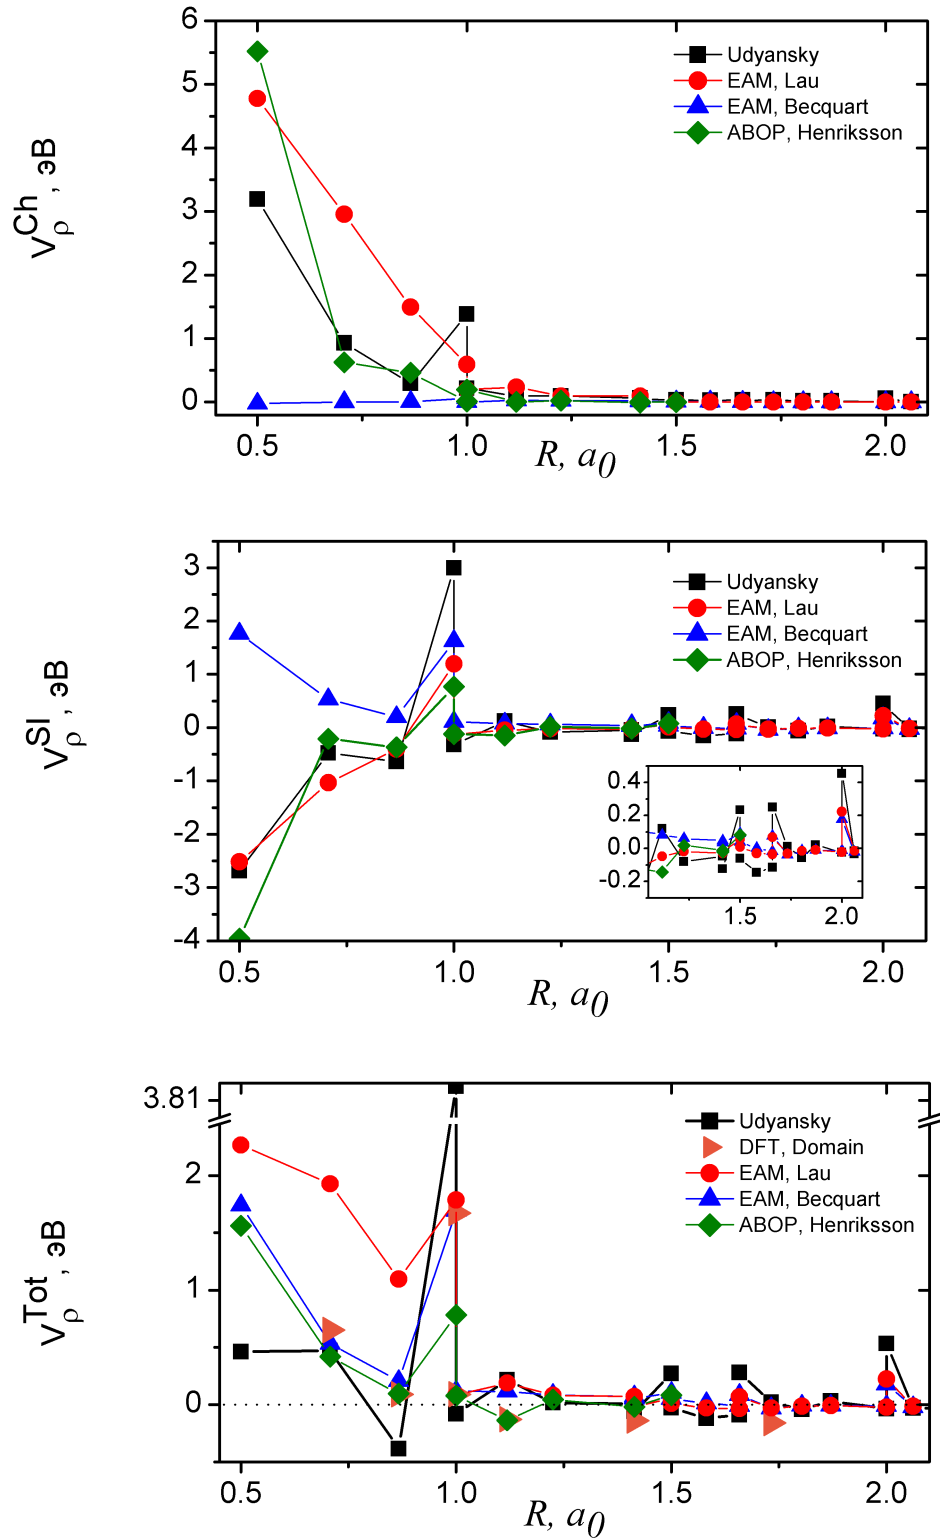 6
5
4
3
2
1
0
V_ρ^Ch , эВ
Udyansky
EAM, Lau
EAM, Becquart
ABOP, Henriksson
0.5 1.0 1.5 2.0
R, a_0
3
2
1
0
-1
-2
-3
-4
V_ρ^SI , эВ
Udyansky
EAM, Lau
EAM, Becquart
ABOP, Henriksson
0.4
0.2
0.0
-0.2
1.5 2.0
0.5 1.0 1.5 2.0
R, a_0
3.81
2
1
0
V_ρ^Tot , эВ
Udyansky
DFT, Domain
EAM, Lau
EAM, Becquart
ABOP, Henriksson
0.5 1.0 1.5 2.0
R, a_0